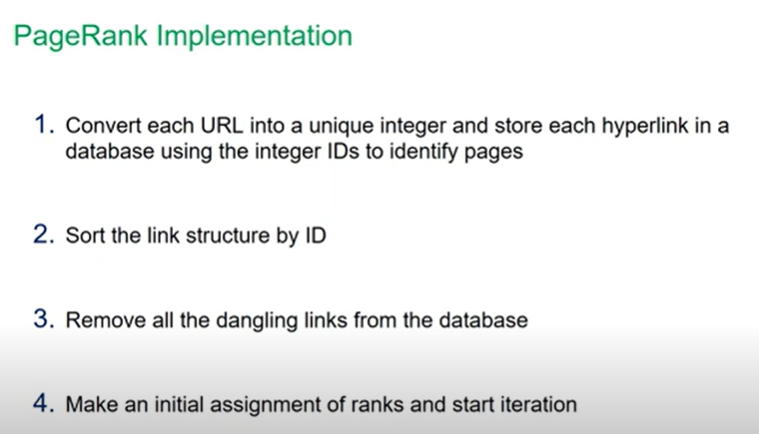 PageRank Implementation
1. Convert each URL into a unique integer and store each hyperlink in a
database using the integer IDs to identify pages
2. Sort the link structure by ID
3. Remove all the dangling links from the database
4. Make an initial assignment of ranks and start iteration